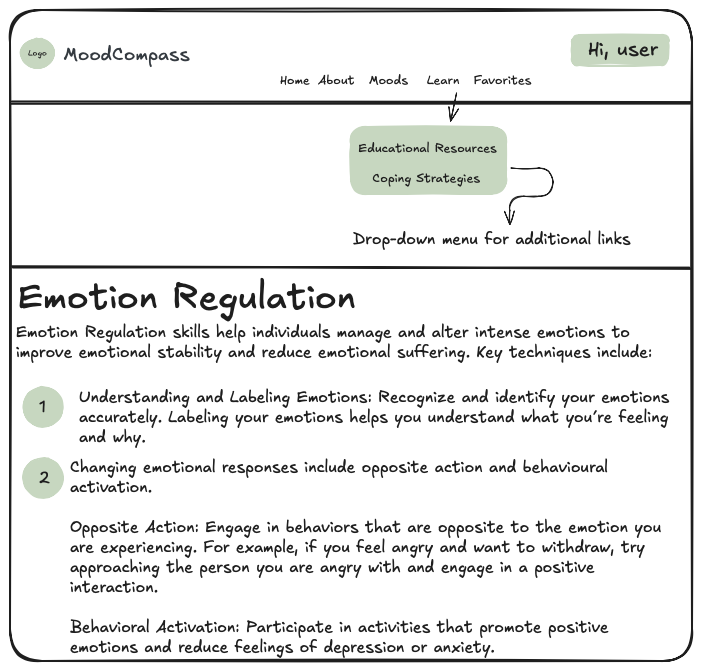 Logo
MoodCompass
Hi, user
Home About Moods Learn Favorites
Educational Resources
Coping Strategies
Drop-down menu for additional links
Emotion Regulation
Emotion Regulation skills help individuals manage and alter intense emotions to
improve emotional stability and reduce emotional suffering. Key techniques include:
1
Understanding and Labeling Emotions: Recognize and identify your emotions
accurately. Labeling your emotions helps you understand what you’re feeling
and why.
2
Changing emotional responses include opposite action and behavioural
activation.
Opposite Action: Engage in behaviors that are opposite to the emotion you
are experiencing. For example, if you feel angry and want to withdraw, try
approaching the person you are angry with and engage in a positive
interaction.
Behavioral Activation: Participate in activities that promote positive
emotions and reduce feelings of depression or anxiety.